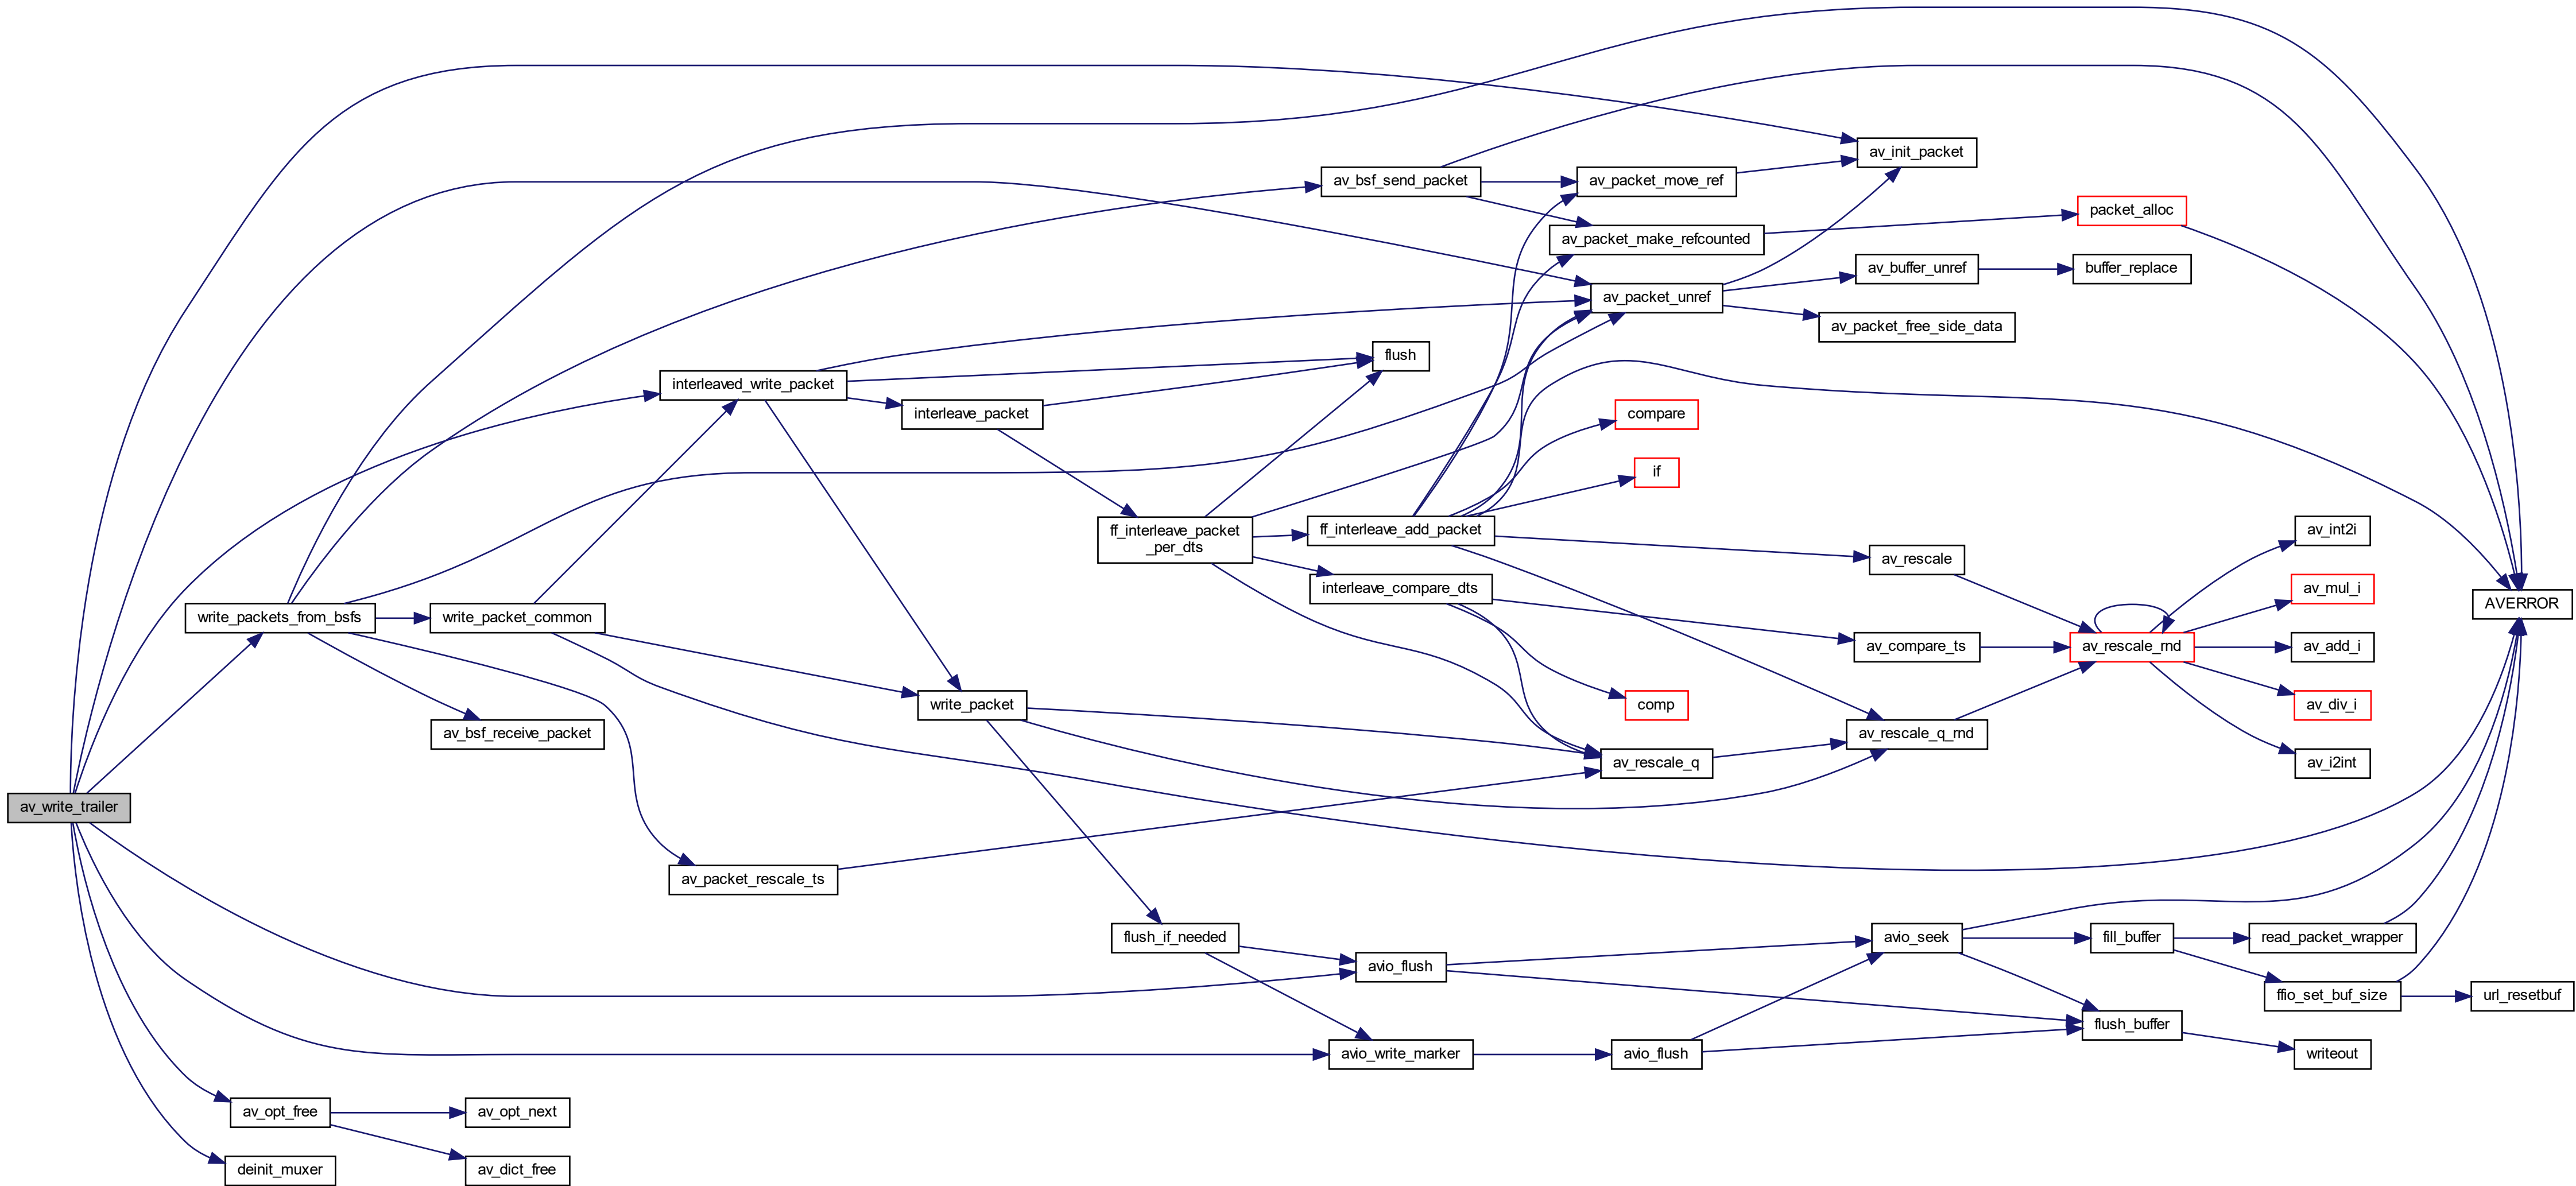 av_write_trailer
write_packets_from_bsfs
av_opt_free
deinit_muxer
write_packet_common
av_bsf_receive_packet
av_opt_next
av_dict_free
interleaved_write_packet
av_packet_rescale_ts
interleave_packet
write_packet
ff_interleave_packet
_per_dts
flush_if_needed
av_bsf_send_packet
flush
ff_interleave_add_packet
interleave_compare_dts
avio_flush
avio_write_marker
av_packet_move_ref
av_packet_make_refcounted
av_packet_unref
compare
if
comp
av_rescale_q
avio_flush
av_init_packet
av_buffer_unref
av_packet_free_side_data
av_rescale
av_compare_ts
av_rescale_q_rnd
avio_seek
packet_alloc
buffer_replace
av_rescale_rnd
fill_buffer
flush_buffer
av_int2i
av_mul_i
av_add_i
av_div_i
av_i2int
read_packet_wrapper
ffio_set_buf_size
writeout
AVERROR
url_resetbuf